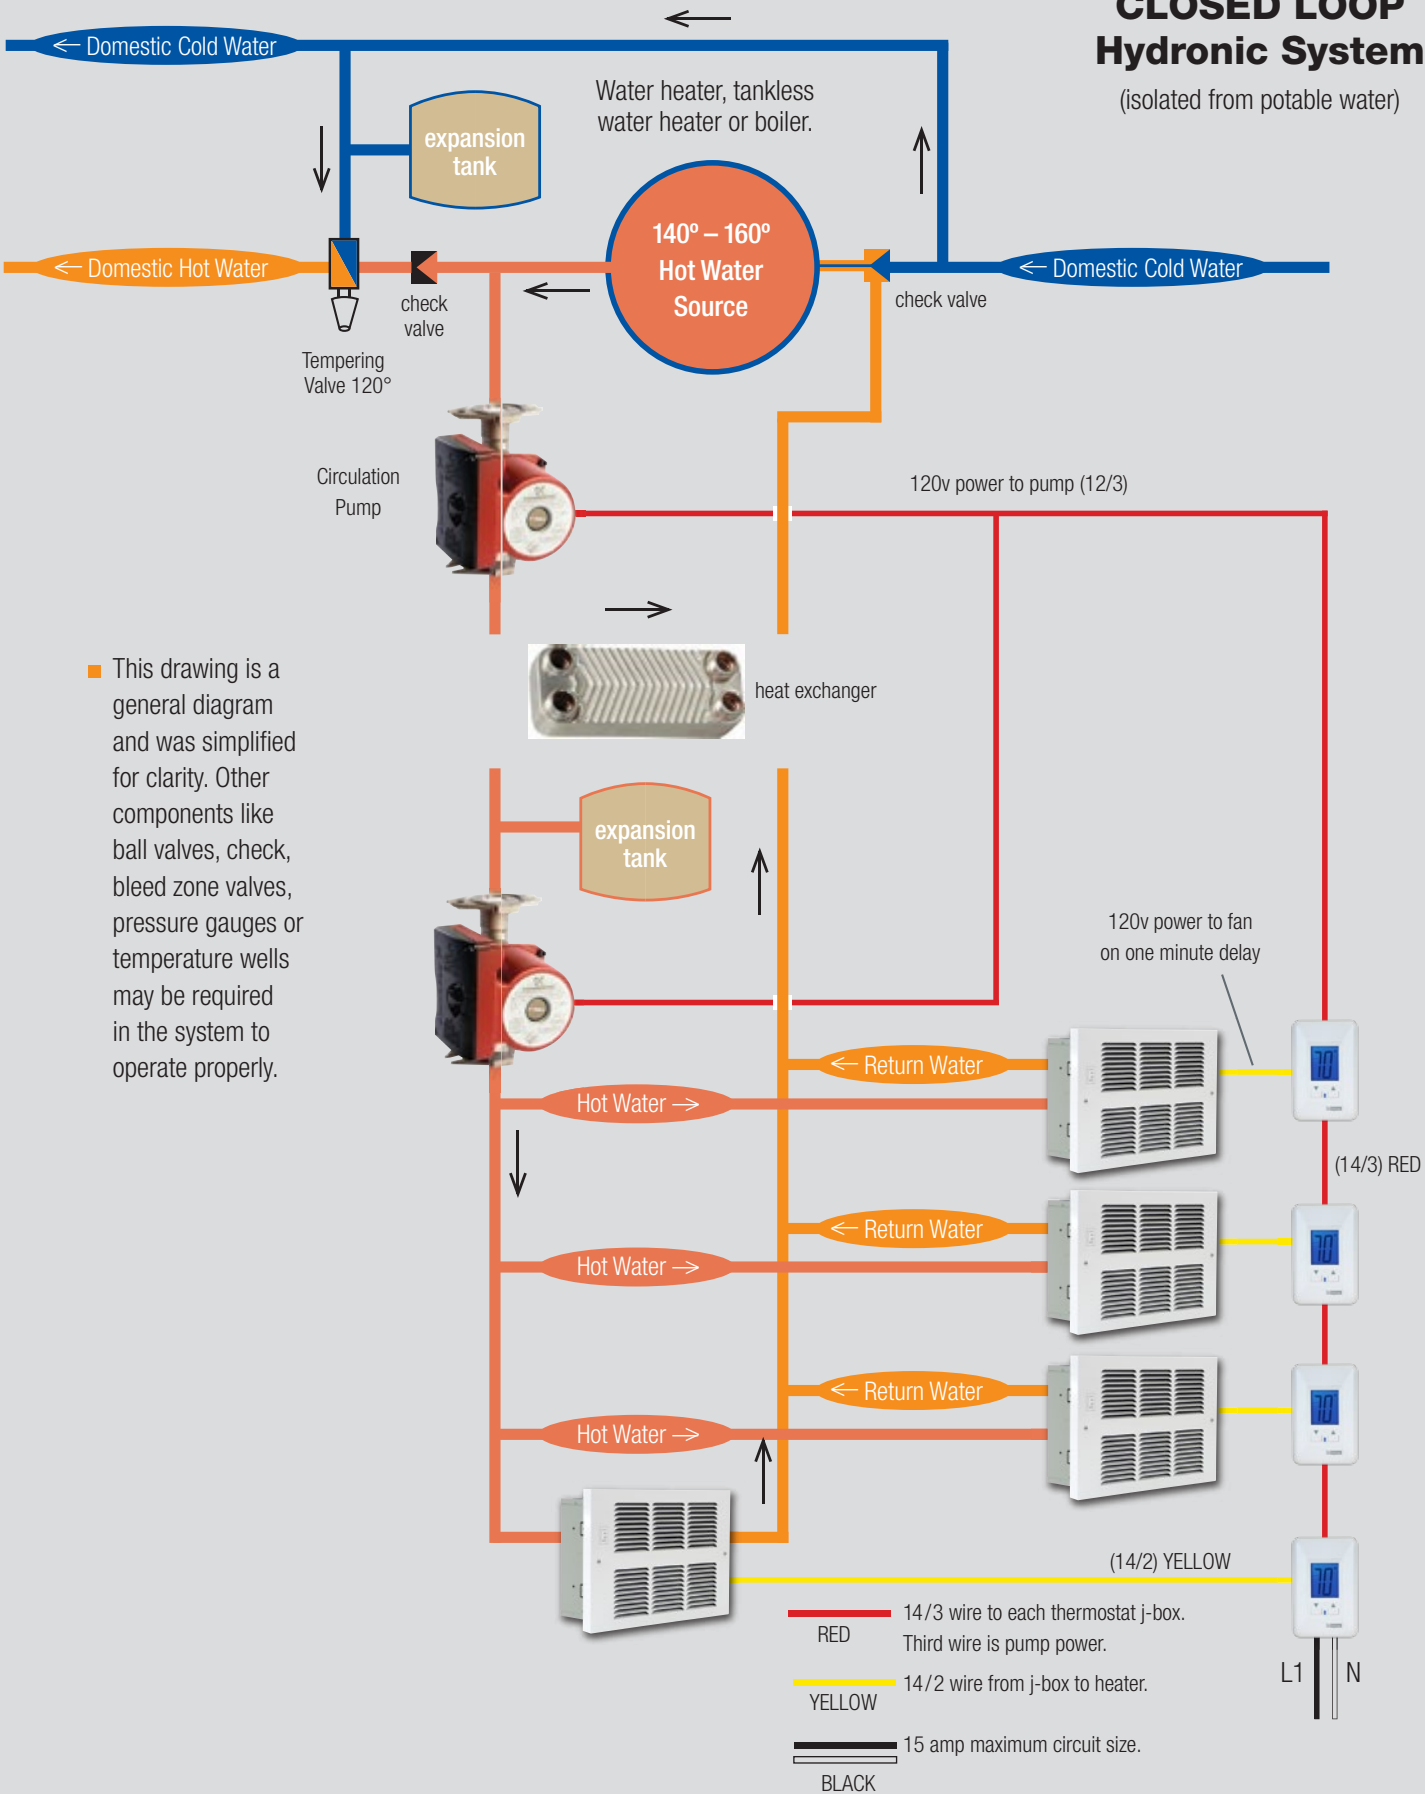 CLOSED LOOP
Hydronic System
(isolated from potable water)
← Domestic Cold Water
Water heater, tankless
water heater or boiler.
expansion
tank
140º – 160º
Hot Water
Source
← Domestic Hot Water
← Domestic Cold Water
check
valve
check valve
Tempering
Valve 120°
Circulation
Pump
120v power to pump (12/3)
heat exchanger
■ This drawing is a
general diagram
and was simplified
for clarity. Other
components like
ball valves, check,
bleed zone valves,
pressure gauges or
temperature wells
may be required
in the system to
operate properly.
expansion
tank
120v power to fan
on one minute delay
← Return Water
Hot Water →
70°
(14/3) RED
← Return Water
Hot Water →
70°
← Return Water
Hot Water →
70°
(14/2) YELLOW
70°
RED
14/3 wire to each thermostat j-box.
Third wire is pump power.
YELLOW
14/2 wire from j-box to heater.
L1 N
15 amp maximum circuit size.
BLACK